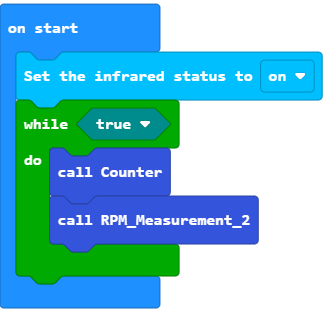 on start
Set the infrared status to on
while true
do
call Counter
call RPM_Measurement_2